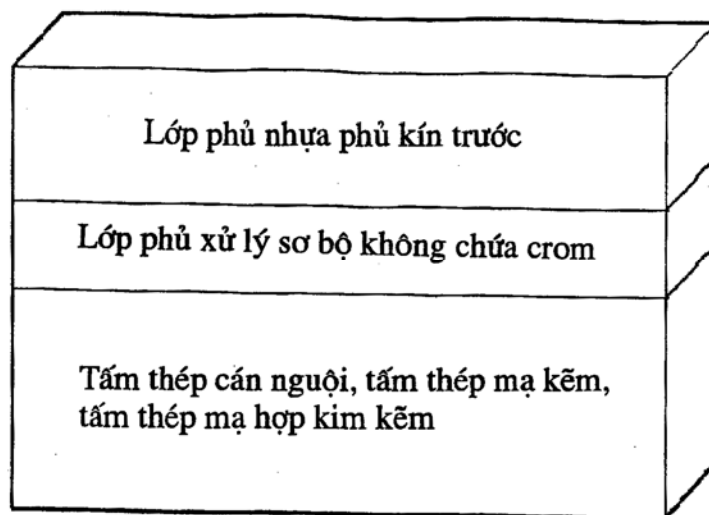 Lớp phủ nhựa phủ kín trước
Lớp phủ xử lý sơ bộ không chứa crom
Tấm thép cán nguội, tấm thép mạ kẽm,
tấm thép mạ hợp kim kẽm